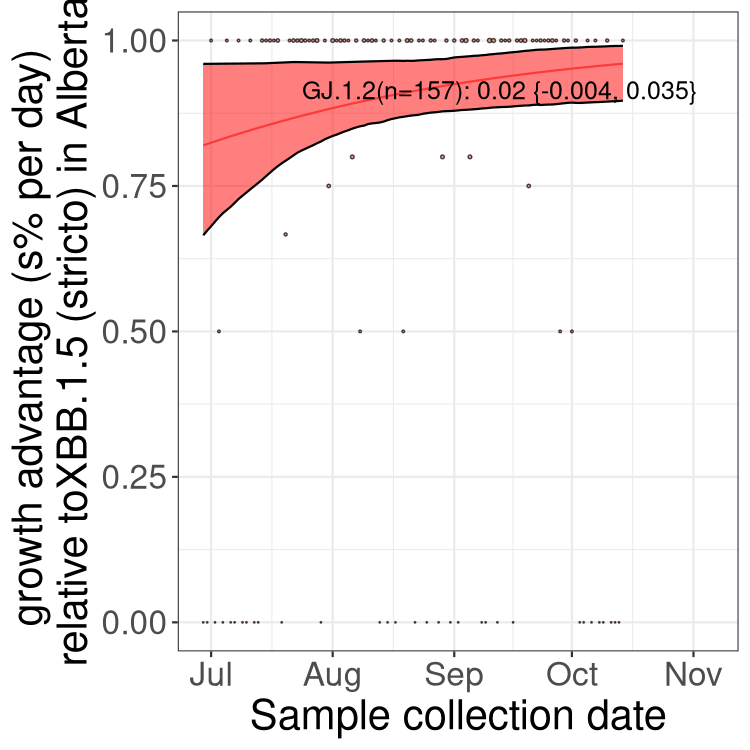 growth advantage (s% per day)
relative toXBB.1.5 (stricto) in Alberta
1.00
0.75
0.50
0.25
0.00
GJ.1.2(n=157): 0.02 {-0.004, 0.035}
Jul Aug Sep Oct Nov
Sample collection date